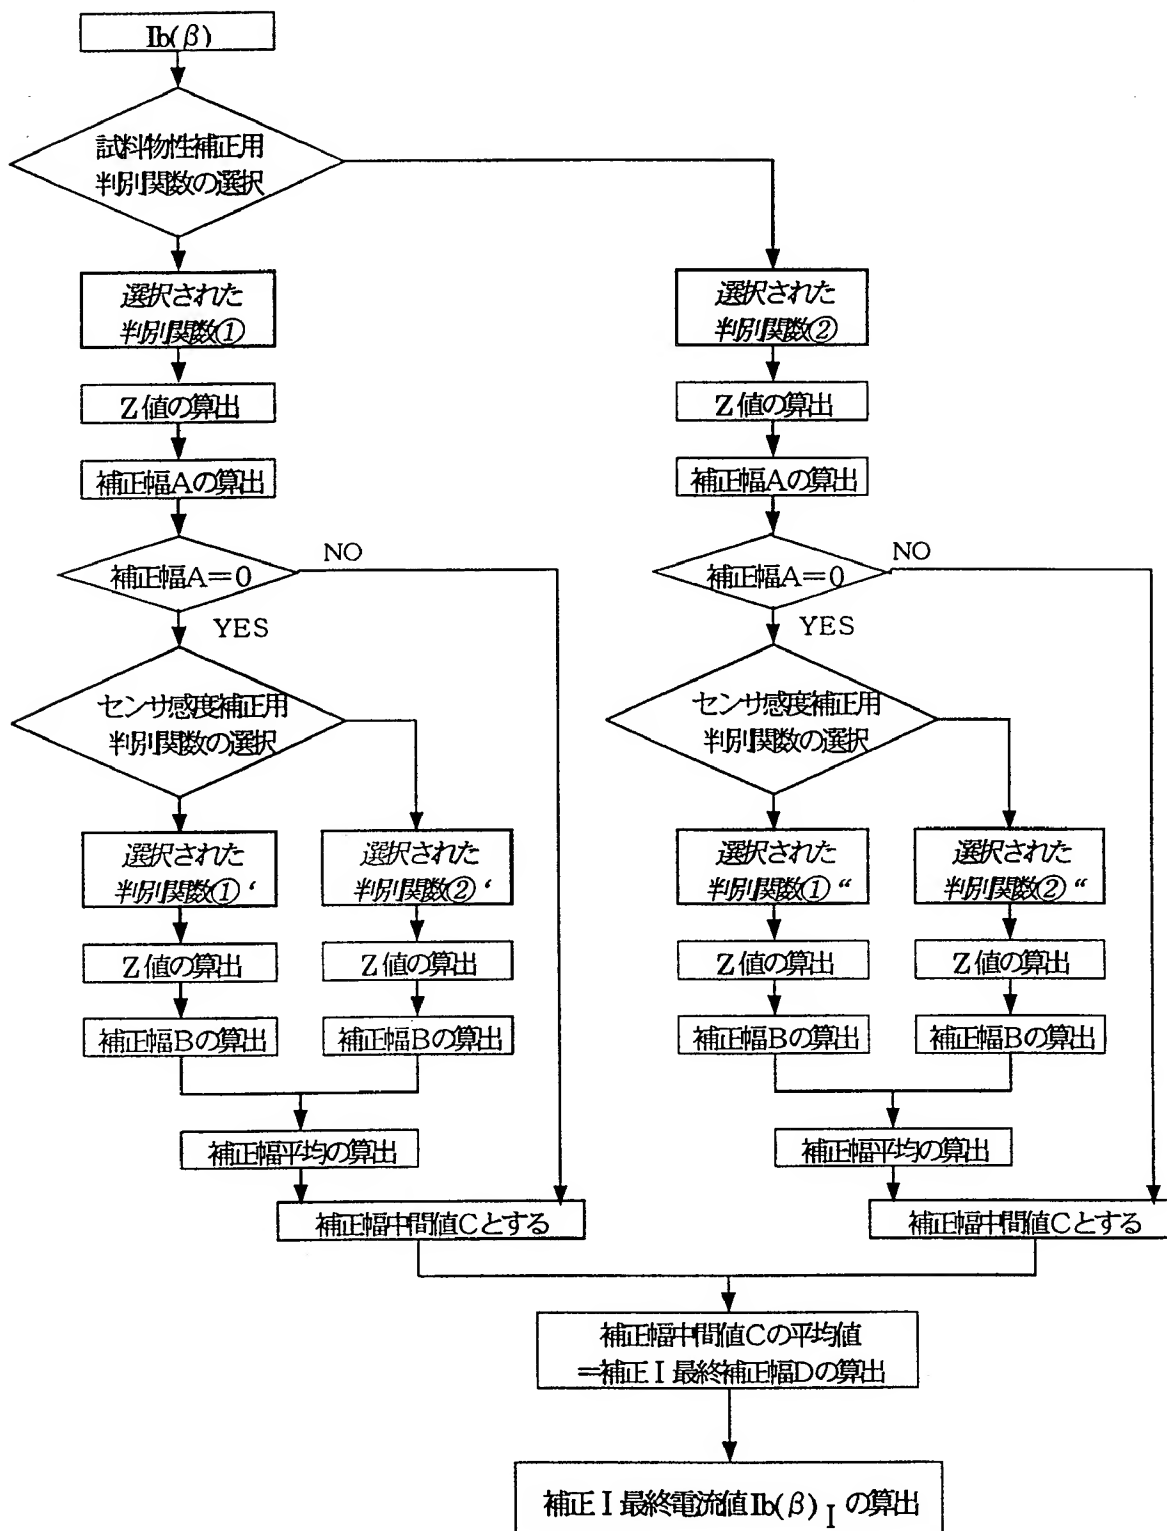 Ib(β)
試料物性補正用
判別関数の選択
選択された
判別関数①
選択された
判別関数②
Z値の算出
Z値の算出
補正幅Aの算出
補正幅Aの算出
補正幅A=0
NO
補正幅A=0
NO
YES
YES
センサ感度補正用
判別関数の選択
センサ感度補正用
判別関数の選択
選択された
判別関数①‘
選択された
判別関数②‘
選択された
判別関数①“
選択された
判別関数②“
Z値の算出
Z値の算出
Z値の算出
Z値の算出
補正幅Bの算出
補正幅Bの算出
補正幅Bの算出
補正幅Bの算出
補正幅平均の算出
補正幅平均の算出
補正幅中間値Cとする
補正幅中間値Cとする
補正幅中間値Cの平均値
=補正Ⅰ最終補正幅Dの算出
補正Ⅰ最終電流値Ib(β)Ⅰの算出